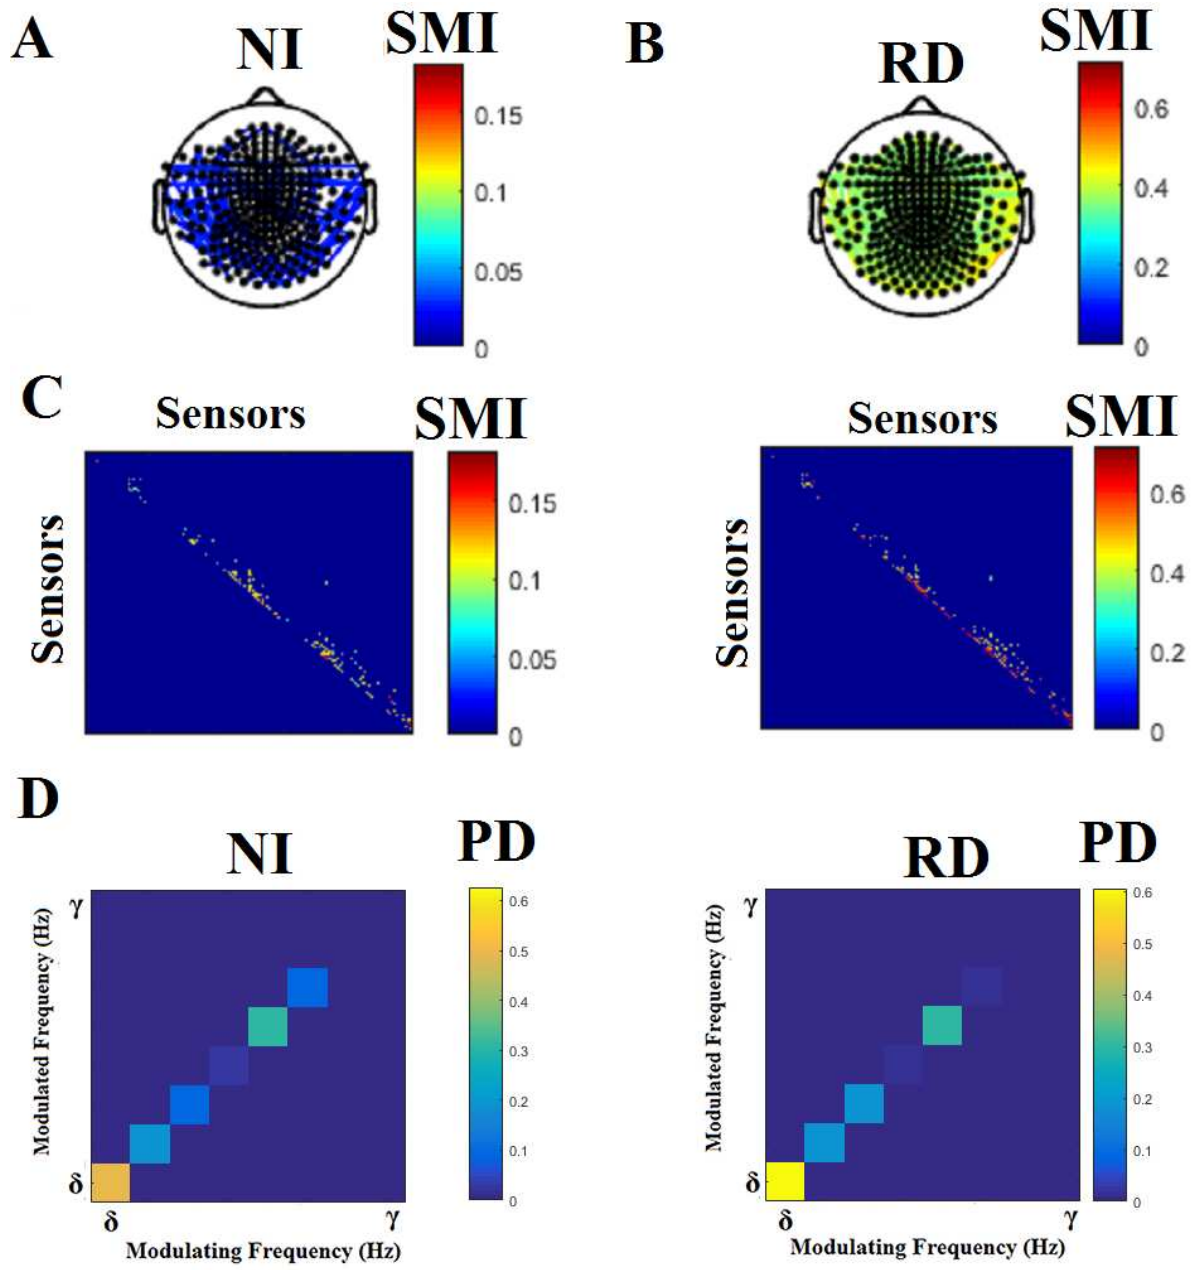 A
NI
SMI
0.15
0.1
0.05
0
B
RD
SMI
0.6
0.4
0.2
0
C
Sensors
SMI
Sensors
0.15
0.1
0.05
0
Sensors
SMI
Sensors
0.6
0.4
0.2
0
D
NI
PD
γ
Modulated Frequency (Hz)
δ
δ
γ
Modulating Frequency (Hz)
0.6
0.5
0.4
0.3
0.2
0.1
0
RD
PD
γ
Modulated Frequency (Hz)
δ
δ
γ
Modulating Frequency (Hz)
0.6
0.5
0.4
0.3
0.2
0.1
0